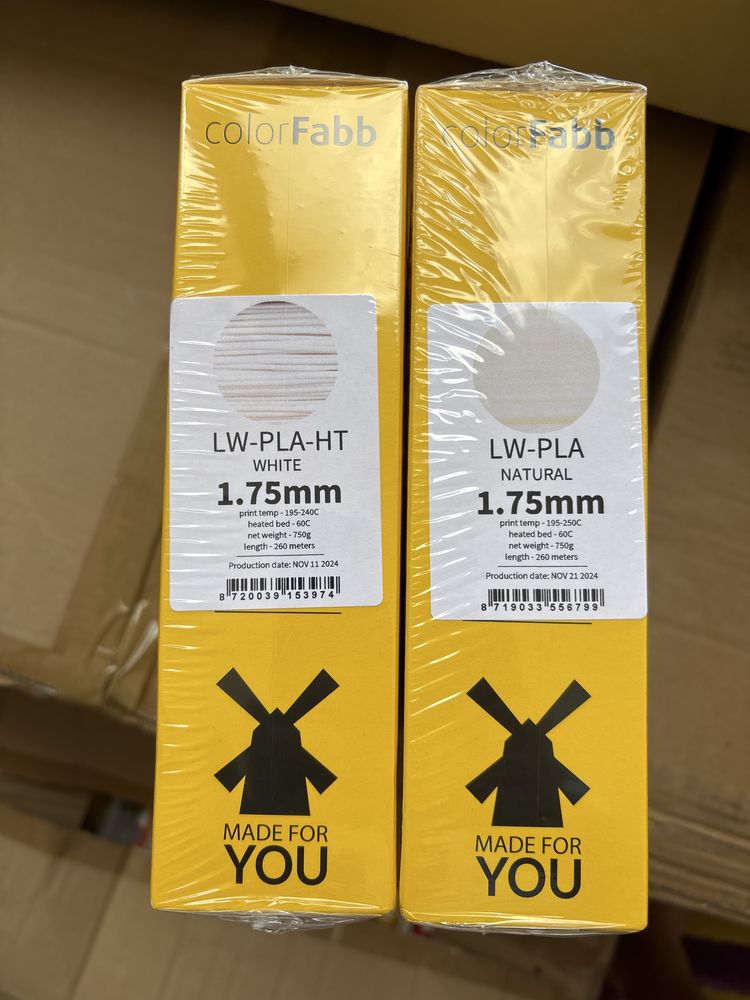 colorFabb
LW-PLA-HT
WHITE
1.75mm
print temp - 195-240C
heated bed - 60C
net weight - 750g
length - 260 meters
Production date: NOV 11 2024
8 720039 153974
MADE FOR
YOU
colorFabb
LW-PLA
NATURAL
1.75mm
print temp - 195-250C
heated bed - 60C
net weight - 750g
length - 260 meters
Production date: NOV 21 2024
8 719033 556799
MADE FOR
YOU